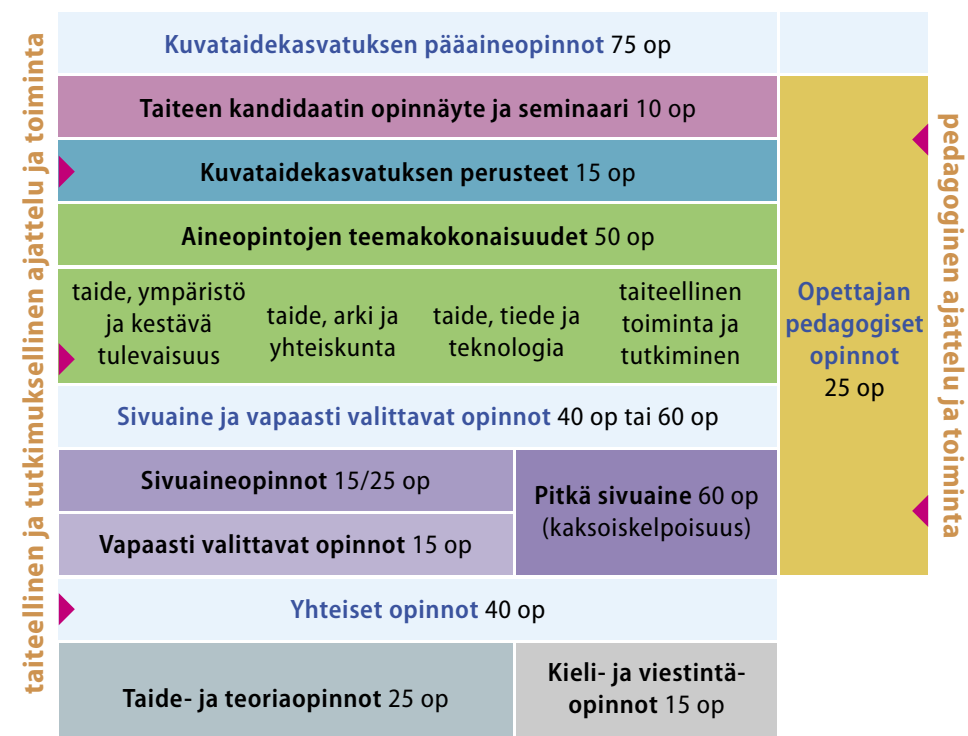 taiteellinen ja tutkimuksellinen ajattelu ja toiminta
Kuvataidekasvatuksen pääaineopinnot 75 op
Taiteen kandidaatin opinnäyte ja seminaari 10 op
Kuvataidekasvatuksen perusteet 15 op
Aineopintojen teemakokonaisuudet 50 op
taide, ympäristö
ja kestävä
tulevaisuus
taide, arki ja
yhteiskunta
taide, tiede ja
teknologia
taiteellinen
toiminta ja
tutkiminen
Sivuaine ja vapaasti valittavat opinnot 40 op tai 60 op
Sivuaineopinnot 15/25 op
Vapaasti valittavat opinnot 15 op
Pitkä sivuaine 60 op
(kaksoiskelpoisuus)
Yhteiset opinnot 40 op
Taide- ja teoriaopinnot 25 op
Kieli- ja viestintä-
opinnot 15 op
Opettajan
pedagogiset
opinnot
25 op
pedagoginen ajattelu ja toiminta